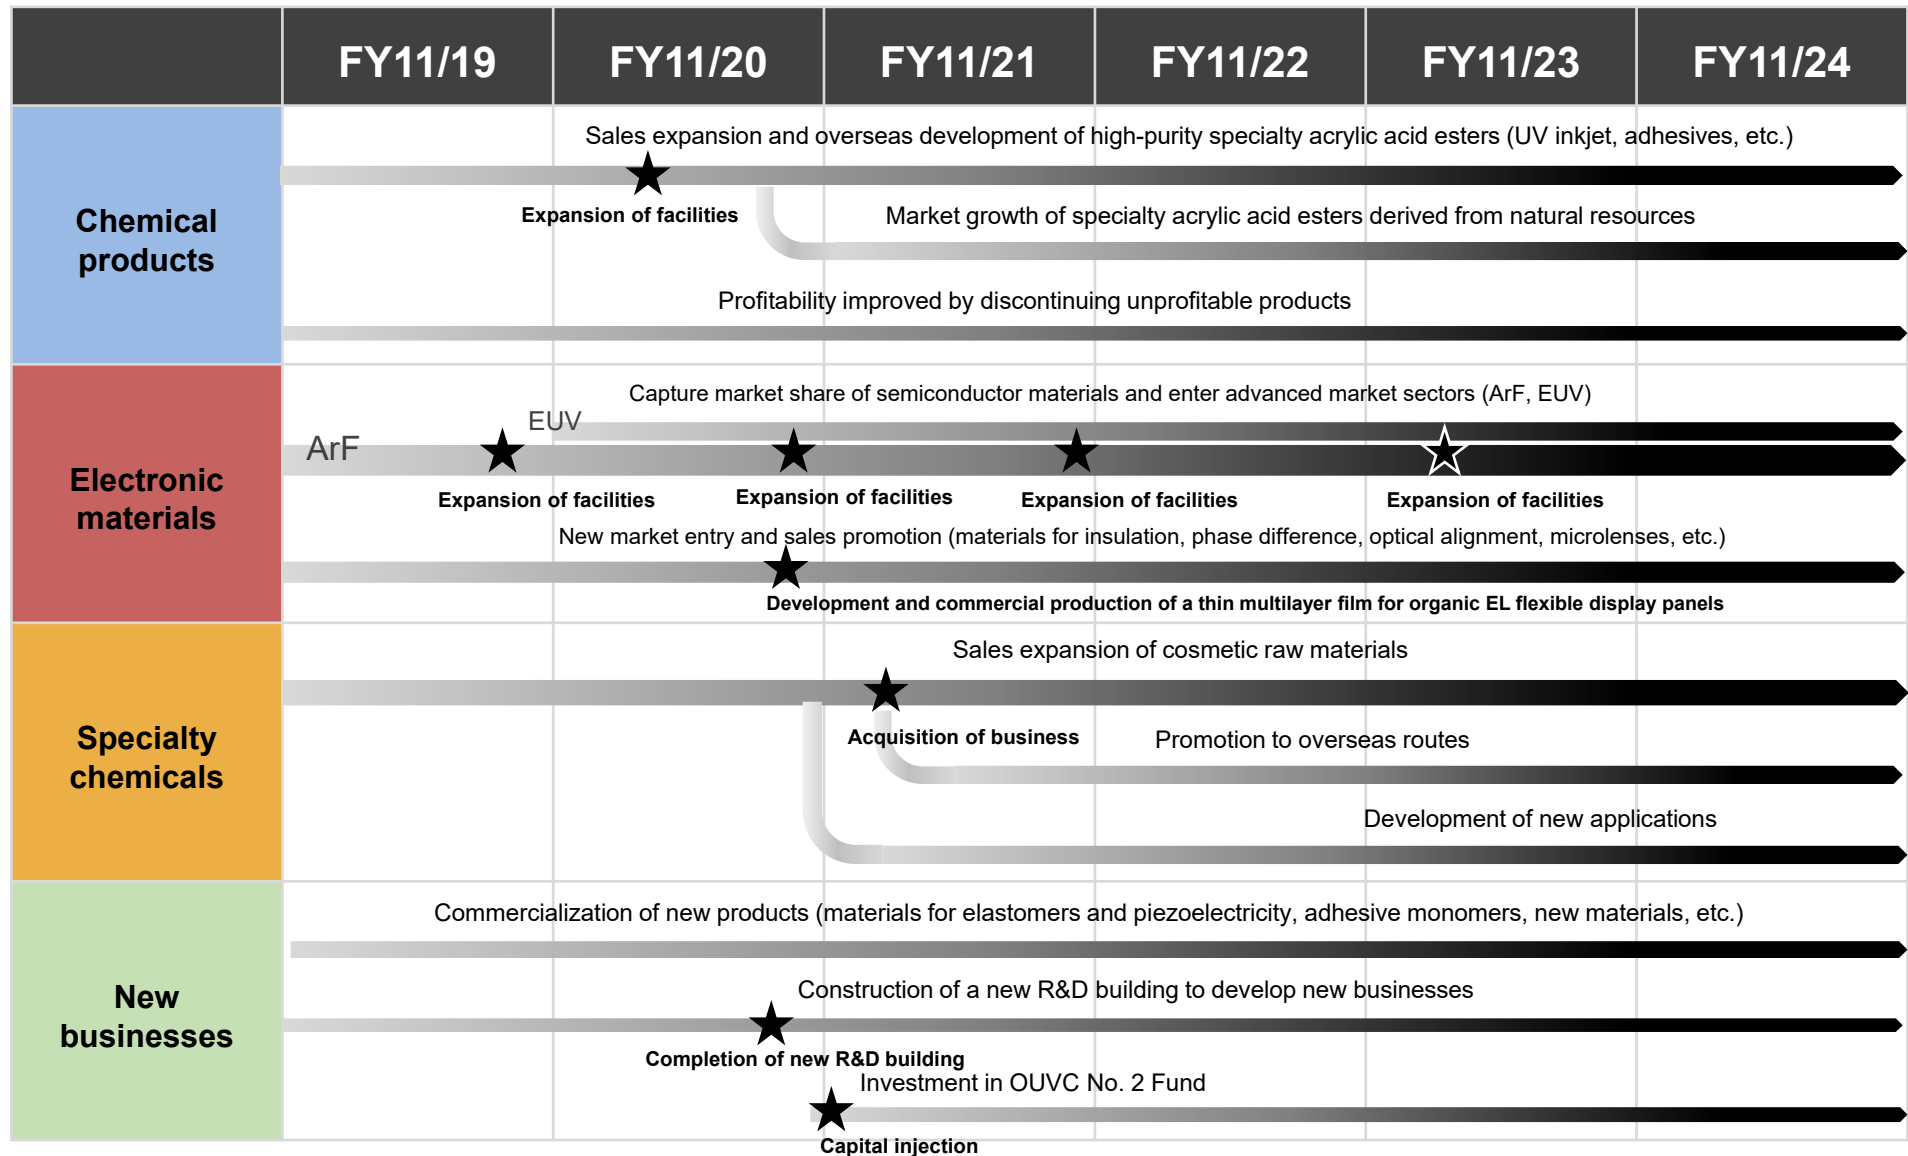 FY11/19
FY11/20
FY11/21
FY11/22
FY11/23
FY11/24
Chemical
products
Sales expansion and overseas development of high-purity specialty acrylic acid esters (UV inkjet, adhesives, etc.)
Expansion of facilities
Market growth of specialty acrylic acid esters derived from natural resources
Profitability improved by discontinuing unprofitable products
Electronic
materials
Capture market share of semiconductor materials and enter advanced market sectors (ArF, EUV)
EUV
ArF
Expansion of facilities
Expansion of facilities
Expansion of facilities
Expansion of facilities
New market entry and sales promotion (materials for insulation, phase difference, optical alignment, microlenses, etc.)
Development and commercial production of a thin multilayer film for organic EL flexible display panels
Specialty
chemicals
Sales expansion of cosmetic raw materials
Acquisition of business
Promotion to overseas routes
Development of new applications
New
businesses
Commercialization of new products (materials for elastomers and piezoelectricity, adhesive monomers, new materials, etc.)
Construction of a new R&D building to develop new businesses
Completion of new R&D building
Investment in OUVC No. 2 Fund
Capital injection